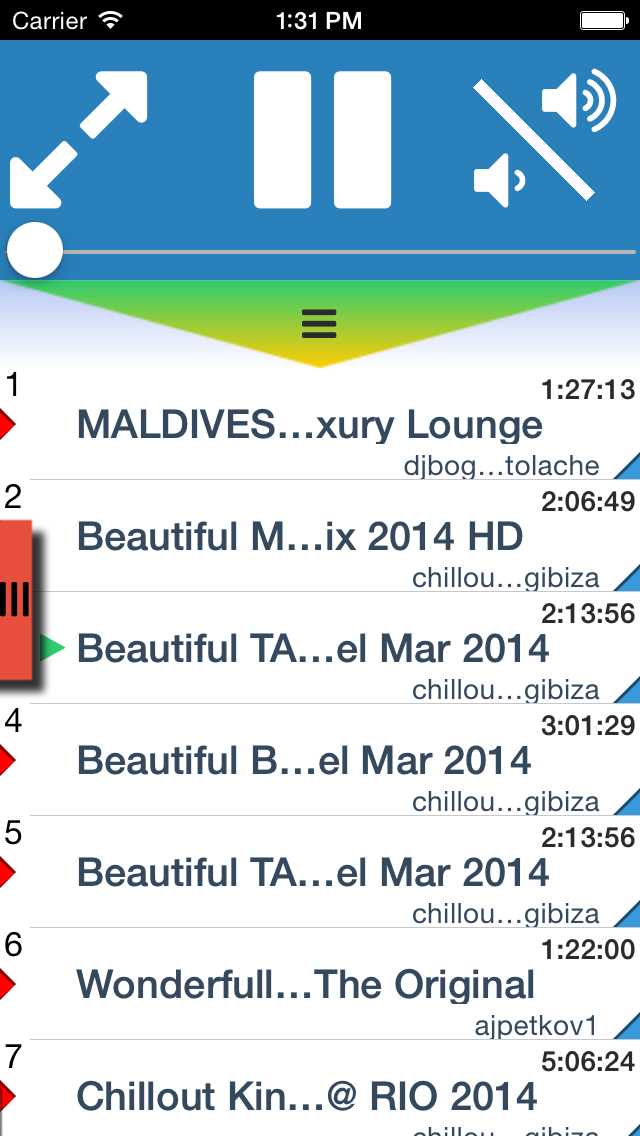 Carrier 1:31 PM
1
1:27:13
MALDIVES...xury Lounge
djbog...tolache
2
2:06:49
Beautiful M...ix 2014 HD
chillou...gibiza
2:13:56
Beautiful TA...el Mar 2014
chillou...gibiza
4
3:01:29
Beautiful B...el Mar 2014
chillou...gibiza
5
2:13:56
Beautiful TA...el Mar 2014
chillou...gibiza
6
1:22:00
Wonderfull...The Original
ajpetkov1
7
5:06:24
Chillout Kin...@ RIO 2014
chillou...gibiza